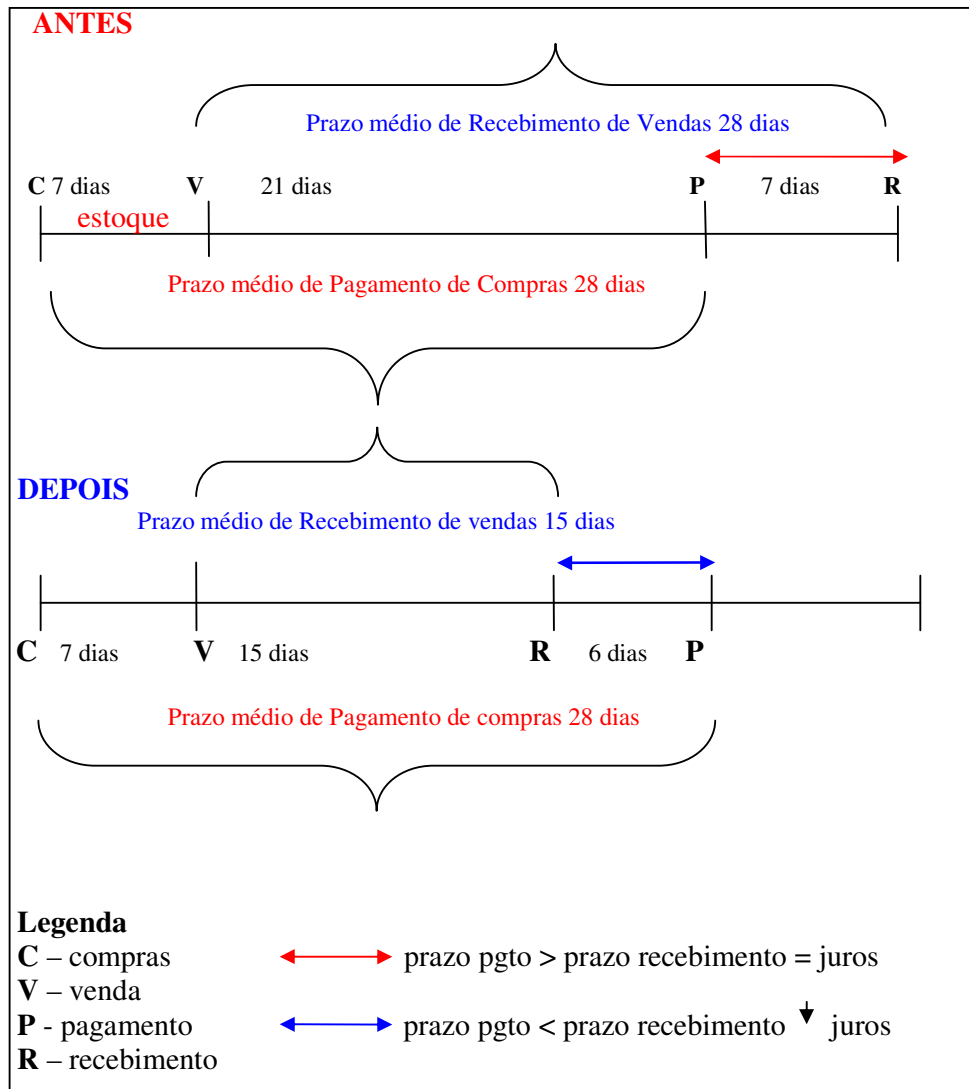 ANTES
Prazo médio de Recebimento de Vendas 28 dias
C 7 dias V 21 dias P 7 dias R
estoque
Prazo médio de Pagamento de Compras 28 dias
DEPOIS
Prazo médio de Recebimento de vendas 15 dias
C 7 dias V 15 dias R 6 dias P
Prazo médio de Pagamento de compras 28 dias
Legenda
C – compras prazo pgto > prazo recebimento = juros
V – venda
P - pagamento prazo pgto < prazo recebimento juros
R – recebimento